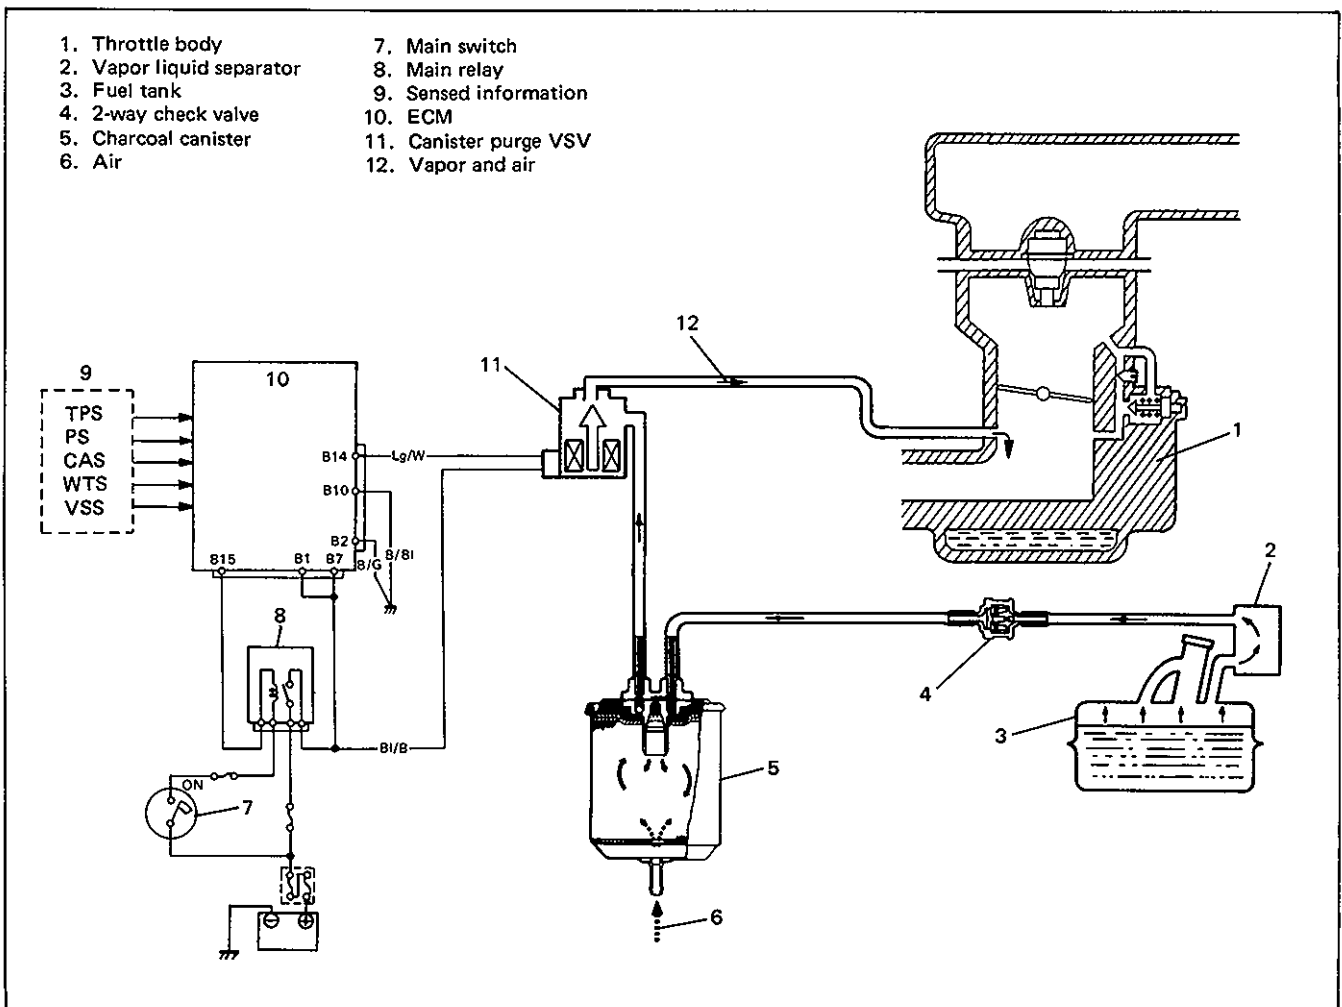 1. Throttle body
2. Vapor liquid separator
3. Fuel tank
4. 2-way check valve
5. Charcoal canister
6. Air
7. Main switch
8. Main relay
9. Sensed information
10. ECM
11. Canister purge VSV
12. Vapor and air
12
11
9
10
TPS
PS
CAS
WTS
VSS
B14
Lg/W
B10
B2
B/Bl
B/G
B15
B1
B7
1
2
8
4
3
Bl/B
5
ON
7
6